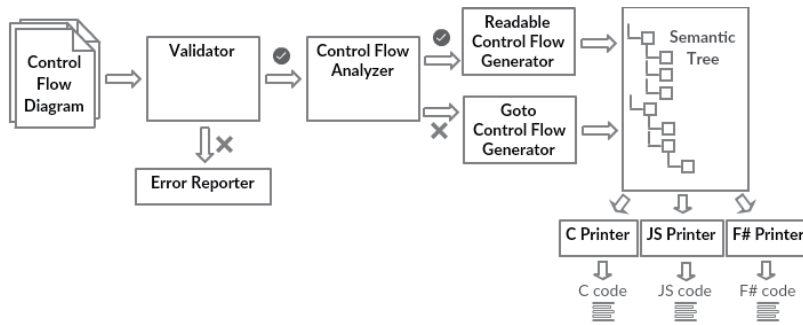 Control
Flow
Diagram
Validator
Error Reporter
Control Flow
Analyzer
Readable
Control Flow
Generator
Goto
Control Flow
Generator
Semantic
Tree
C Printer
JS Printer
F# Printer
C code
JS code
F# code